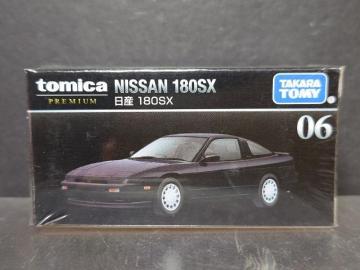 tomica NISSAN 180SX
PREMIUM 日産 180SX
TAKARA
TOMY
06